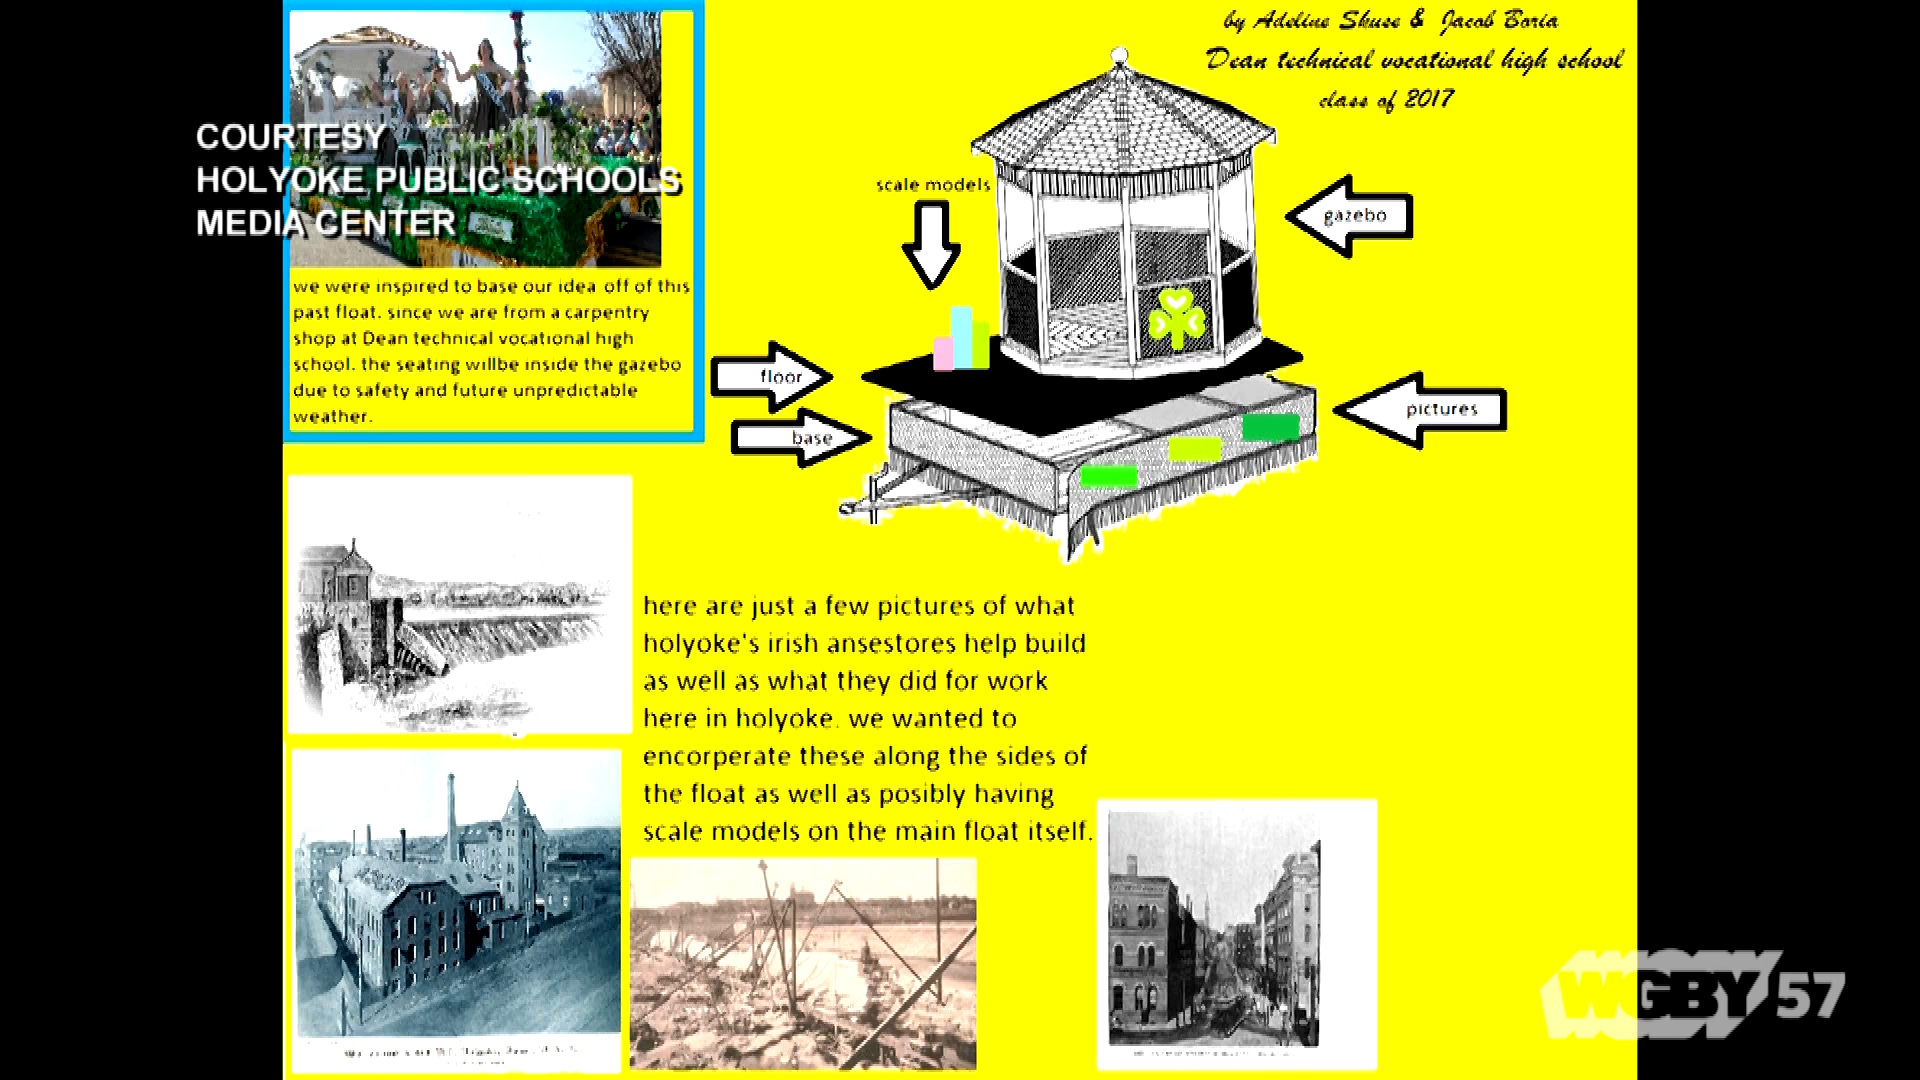 COURTESY
HOLYOKE PUBLIC SCHOOLS
MEDIA CENTER
we were inspired to base our idea off of this
past float. since we are from a carpentry
shop at Dean technical vocational high
school. the seating willbe inside the gazebo
due to safety and future unpredictable
weather.
by Adeline Shuse & Jacob Boria
Dean technical vocational high school
class of 2017
scale models
gazebo
floor
base
pictures
here are just a few pictures of what
holyoke's irish ansestores help build
as well as what they did for work
here in holyoke. we wanted to
encorperate these along the sides of
the float as well as posibly having
scale models on the main float itself.
WGBY 57